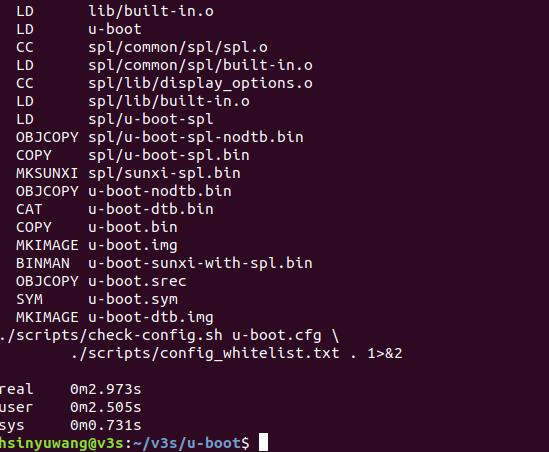 LD lib/built-in.o
LD u-boot
CC spl/common/spl/spl.o
LD spl/common/spl/built-in.o
CC spl/lib/display_options.o
LD spl/lib/built-in.o
LD spl/u-boot-spl
OBJCOPY spl/u-boot-spl-nodtb.bin
COPY spl/u-boot-spl.bin
MKSUNXI spl/sunxi-spl.bin
OBJCOPY u-boot-nodtb.bin
CAT u-boot-dtb.bin
COPY u-boot.bin
MKIMAGE u-boot.img
BINMAN u-boot-sunxi-with-spl.bin
OBJCOPY u-boot.srec
SYM u-boot.sym
MKIMAGE u-boot-dtb.img
./scripts/check-config.sh u-boot.cfg \
./scripts/config_whitelist.txt . 1>&2
real 0m2.973s
user 0m2.505s
sys 0m0.731s
hsinyuwang@v3s:~/v3s/u-boot$